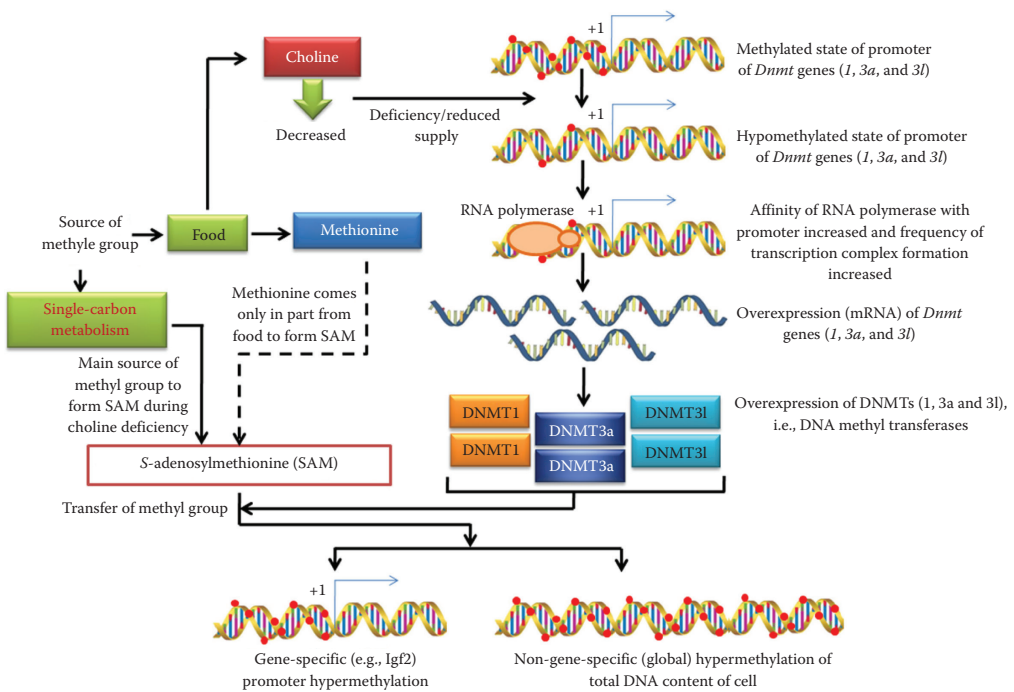 +1
Choline
Methylated state of promoter
of Dnmt genes (1, 3a, and 3l)
Decreased
Deficiency/reduced
supply
+1
Hypomethylated state of promoter
of Dnmt genes (1, 3a, and 3l)
Source of
methyle group
Food
Methionine
RNA polymerase
+1
Affinity of RNA polymerase with
promoter increased and frequency of
transcription complex formation
increased
Single-carbon
metabolism
Methionine comes
only in part from
food to form SAM
Overexpression (mRNA) of Dnmt
genes (1, 3a, and 3l)
Main source of
methyl group to
form SAM during
choline deficiency
DNMT1
DNMT3a
DNMT3l
DNMT1
DNMT3a
DNMT3l
Overexpression of DNMTs (1, 3a and 3l),
i.e., DNA methyl transferases
S-adenosylmethionine (SAM)
Transfer of methyl group
+1
Gene-specific (e.g., Igf2)
promoter hypermethylation
Non-gene-specific (global) hypermethylation of
total DNA content of cell